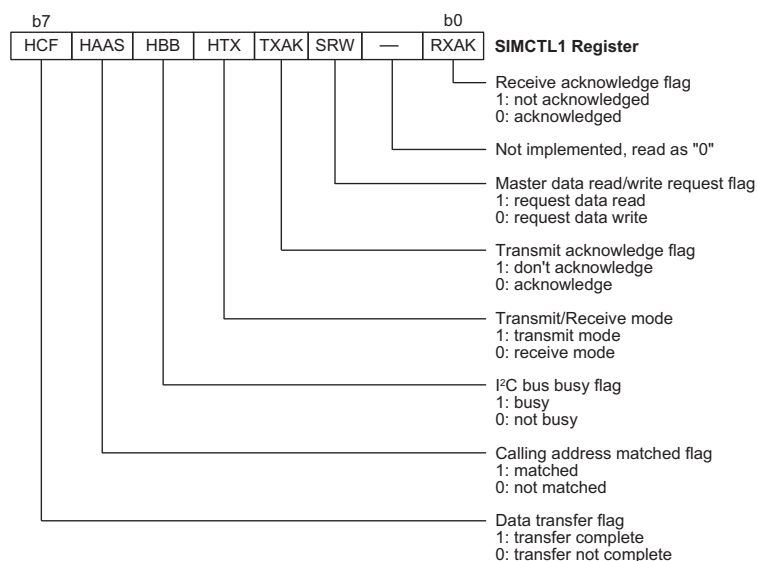 b7 b0
HCF HAAS HBB HTX TXAK SRW — RXAK SIMCTL1 Register
Receive acknowledge flag
1: not acknowledged
0: acknowledged
Not implemented, read as "0"
Master data read/write request flag
1: request data read
0: request data write
Transmit acknowledge flag
1: don't acknowledge
0: acknowledge
Transmit/Receive mode
1: transmit mode
0: receive mode
I²C bus busy flag
1: busy
0: not busy
Calling address matched flag
1: matched
0: not matched
Data transfer flag
1: transfer complete
0: transfer not complete